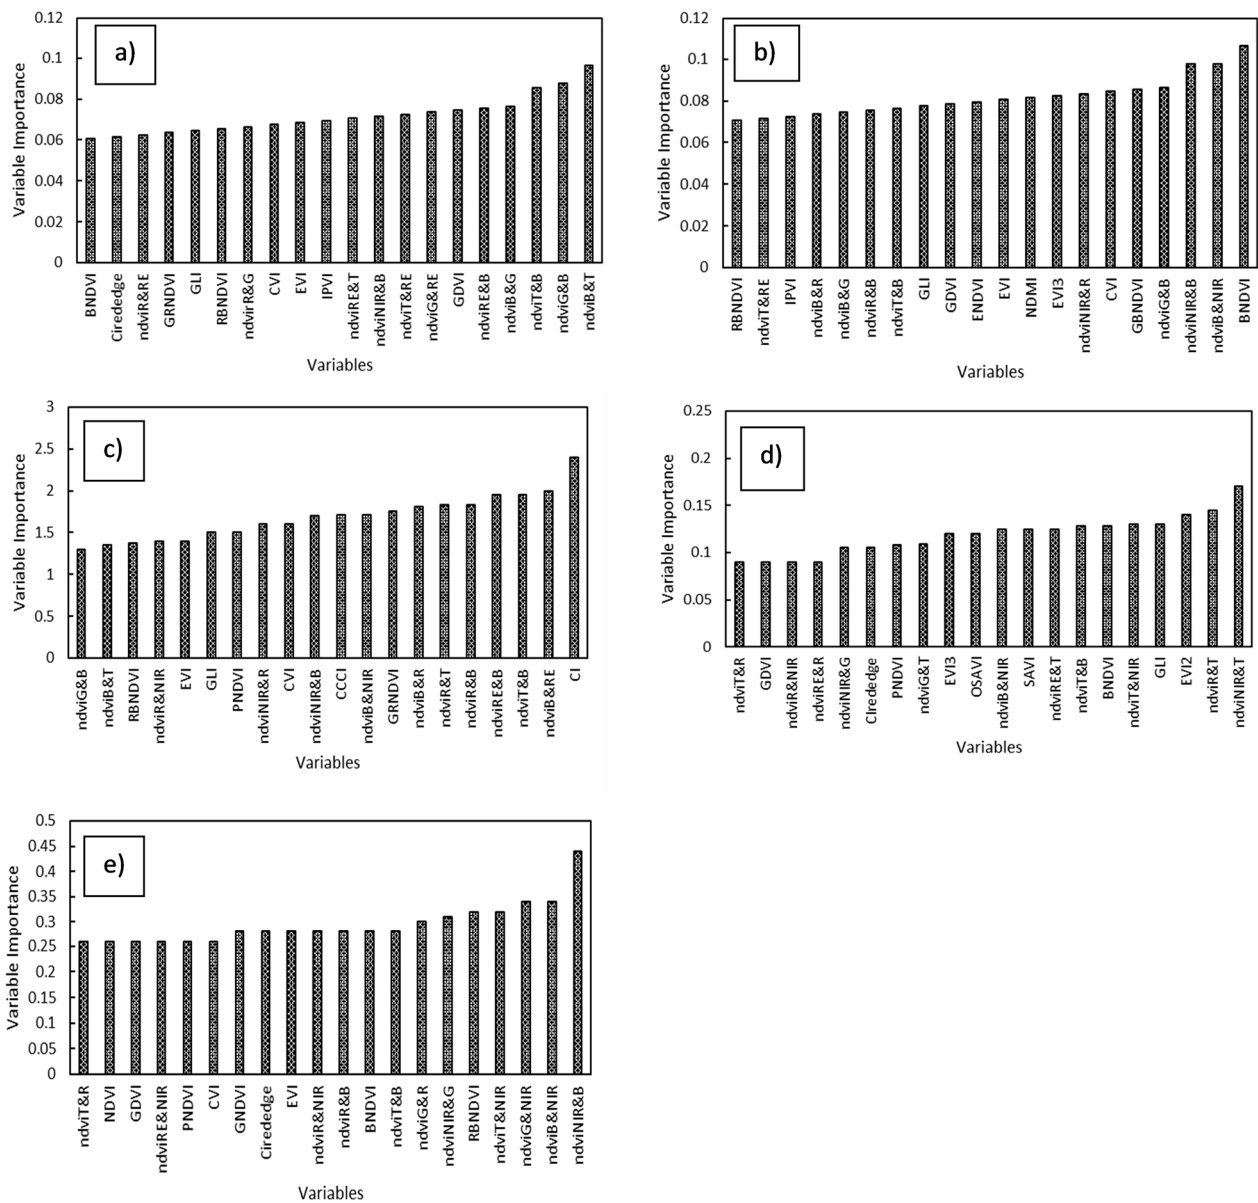 a)
Variable Importance
0.12
0.1
0.08
0.06
0.04
0.02
0
BNDVI
Cirededge
ndviR&RE
GRNDVI
GLI
RBNDVI
ndvirR&G
CVI
EVI
IPVI
ndviRE&T
ndviNIR&B
ndviT&RE
ndviG&RE
GDVI
ndviRE&B
ndviB&G
ndviT&B
ndviG&B
ndviB&T
Variables
b)
Variable Importance
0.12
0.1
0.08
0.06
0.04
0.02
0
RBNDVI
ndviT&RE
IPVI
ndviB&R
ndviB&G
ndviR&B
ndviT&B
GLI
GDVI
ENDVI
EVI
NDMI
EVI3
ndviNIR&R
CVI
GBNDVI
ndviG&B
ndviNIR&B
ndviB&NIR
BNDVI
Variables
c)
Variable Importance
3
2.5
2
1.5
1
0.5
0
ndviG&B
ndviB&T
RBNDVI
ndviR&NIR
EVI
GLI
PNDVI
ndviNIR&R
CVI
ndviNIR&B
CCCI
ndviB&NIR
GRNDVI
ndviB&R
ndviR&T
ndviR&B
ndviRE&B
ndviT&B
ndviB&RE
CI
Variables
d)
Variable Importance
0.25
0.2
0.15
0.1
0.05
0
ndviT&R
GDVI
ndviR&NIR
ndviRE&R
ndviNIR&G
CIrededge
PNDVI
ndviG&T
EVI3
OSAVI
ndviB&NIR
SAVI
ndviRE&T
ndviT&B
BNDVI
ndviT&NIR
GLI
EVI2
ndviR&T
ndviNIR&T
Variables
e)
Variable Importance
0.5
0.45
0.4
0.35
0.3
0.25
0.2
0.15
0.1
0.05
0
ndviT&R
NDVI
GDVI
ndviRE&NIR
PNDVI
CVI
GNDVI
Cirededge
EVI
ndviR&NIR
ndviR&B
BNDVI
ndviT&B
ndviG&R
ndviNIR&G
RBNDVI
ndviT&NIR
ndviG&NIR
ndviB&NIR
ndviNIR&B
Variables